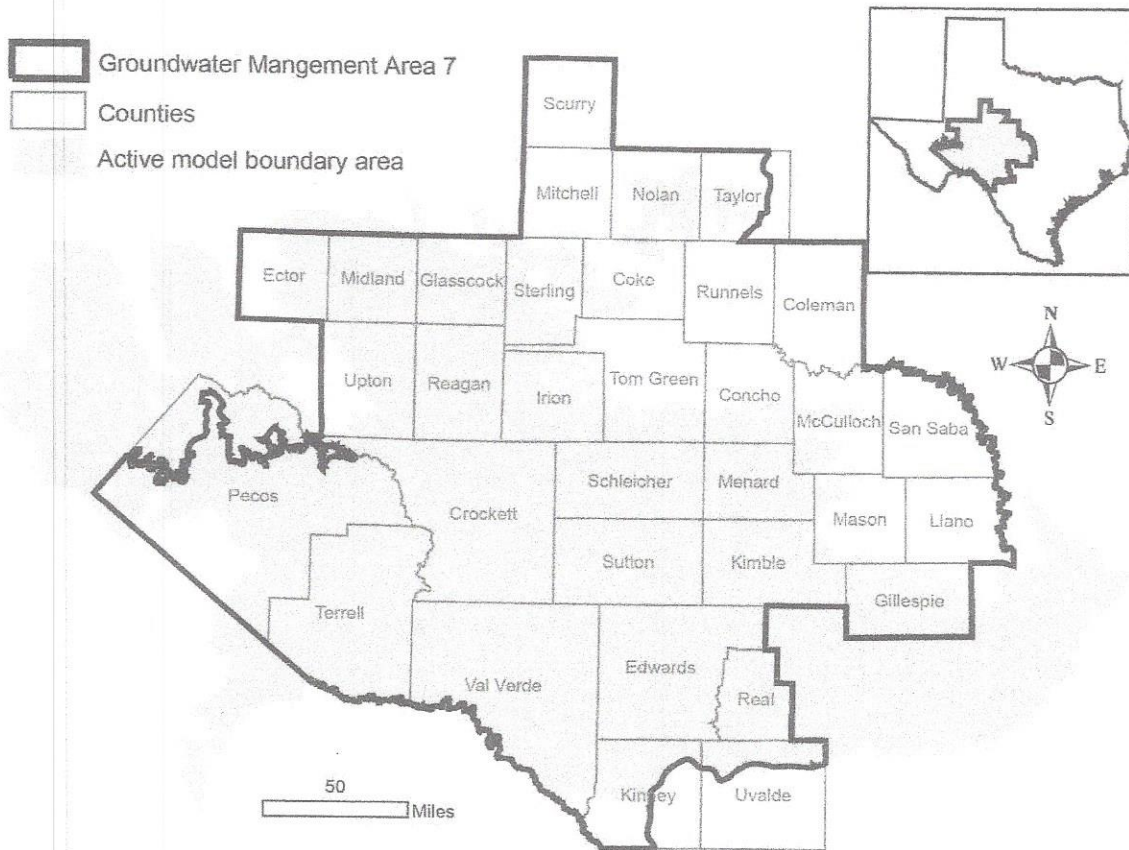 Groundwater Mangement Area 7
Counties
Active model boundary area
Scurry
Mitchell Nolan Taylor
Ector Midland Glasscock Sterling Coke Runnels Coleman
N
W E
S
Upton Reagan Irion Tom Green Concho McCulloch San Saba
Pecos Crockett Schleicher Menard Mason Llano
Terrell Sutton Kimble Gillespie
Val Verde Edwards Real
Kinney Uvalde
50
Miles